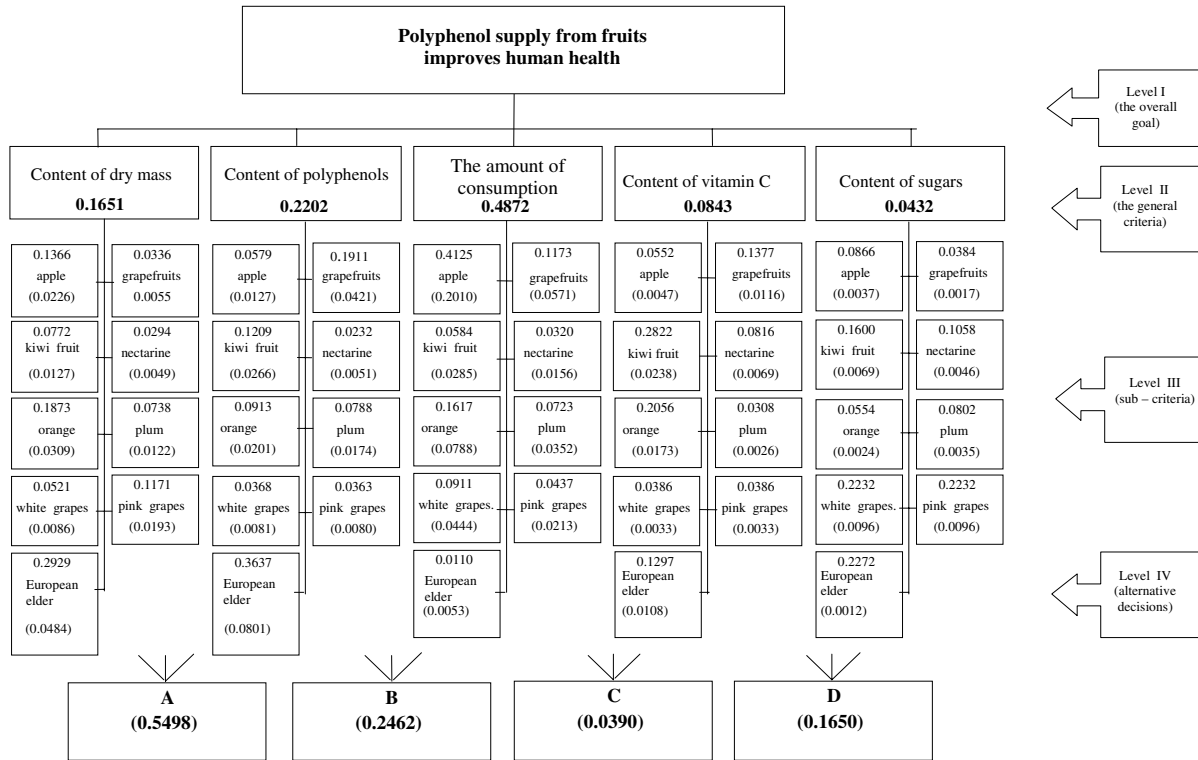 Polyphenol supply from fruits
improves human health
Level I
(the overall
goal)
Content of dry mass
0.1651
Content of polyphenols
0.2202
The amount of
consumption
0.4872
Content of vitamin C
0.0843
Content of sugars
0.0432
Level II
(the general
criteria)
0.1366
apple
(0.0226)
0.0336
grapefruits
0.0055
0.0579
apple
(0.0127)
0.1911
grapefruits
(0.0421)
0.4125
apple
(0.2010)
0.1173
grapefruits
(0.0571)
0.0552
apple
(0.0047)
0.1377
grapefruits
(0.0116)
0.0866
apple
(0.0037)
0.0384
grapefruits
(0.0017)
0.0772
kiwi fruit
(0.0127)
0.0294
nectarine
(0.0049)
0.1209
kiwi fruit
(0.0266)
0.0232
nectarine
(0.0051)
0.0584
kiwi fruit
(0.0285)
0.0320
nectarine
(0.0156)
0.2822
kiwi fruit
(0.0238)
0.0816
nectarine
(0.0069)
0.1600
kiwi fruit
(0.0069)
0.1058
nectarine
(0.0046)
Level III
(sub – criteria)
0.1873
orange
(0.0309)
0.0738
plum
(0.0122)
0.0913
orange
(0.0201)
0.0788
plum
(0.0174)
0.1617
orange
(0.0788)
0.0723
plum
(0.0352)
0.2056
orange
(0.0173)
0.0308
plum
(0.0026)
0.0554
orange
(0.0024)
0.0802
plum
(0.0035)
0.0521
white grapes
(0.0086)
0.1171
pink grapes
(0.0193)
0.0368
white grapes
(0.0081)
0.0363
pink grapes
(0.0080)
0.0911
white grapes.
(0.0444)
0.0437
pink grapes
(0.0213)
0.0386
white grapes
(0.0033)
0.0386
pink grapes
(0.0033)
0.2232
white grapes.
(0.0096)
0.2232
pink grapes
(0.0096)
0.2929
European
elder
(0.0484)
0.3637
European
elder
(0.0801)
0.0110
European
elder
(0.0053)
0.1297
European
elder
(0.0108)
0.2272
European
elder
(0.0012)
Level IV
(alternative
decisions)
A
(0.5498)
B
(0.2462)
C
(0.0390)
D
(0.1650)